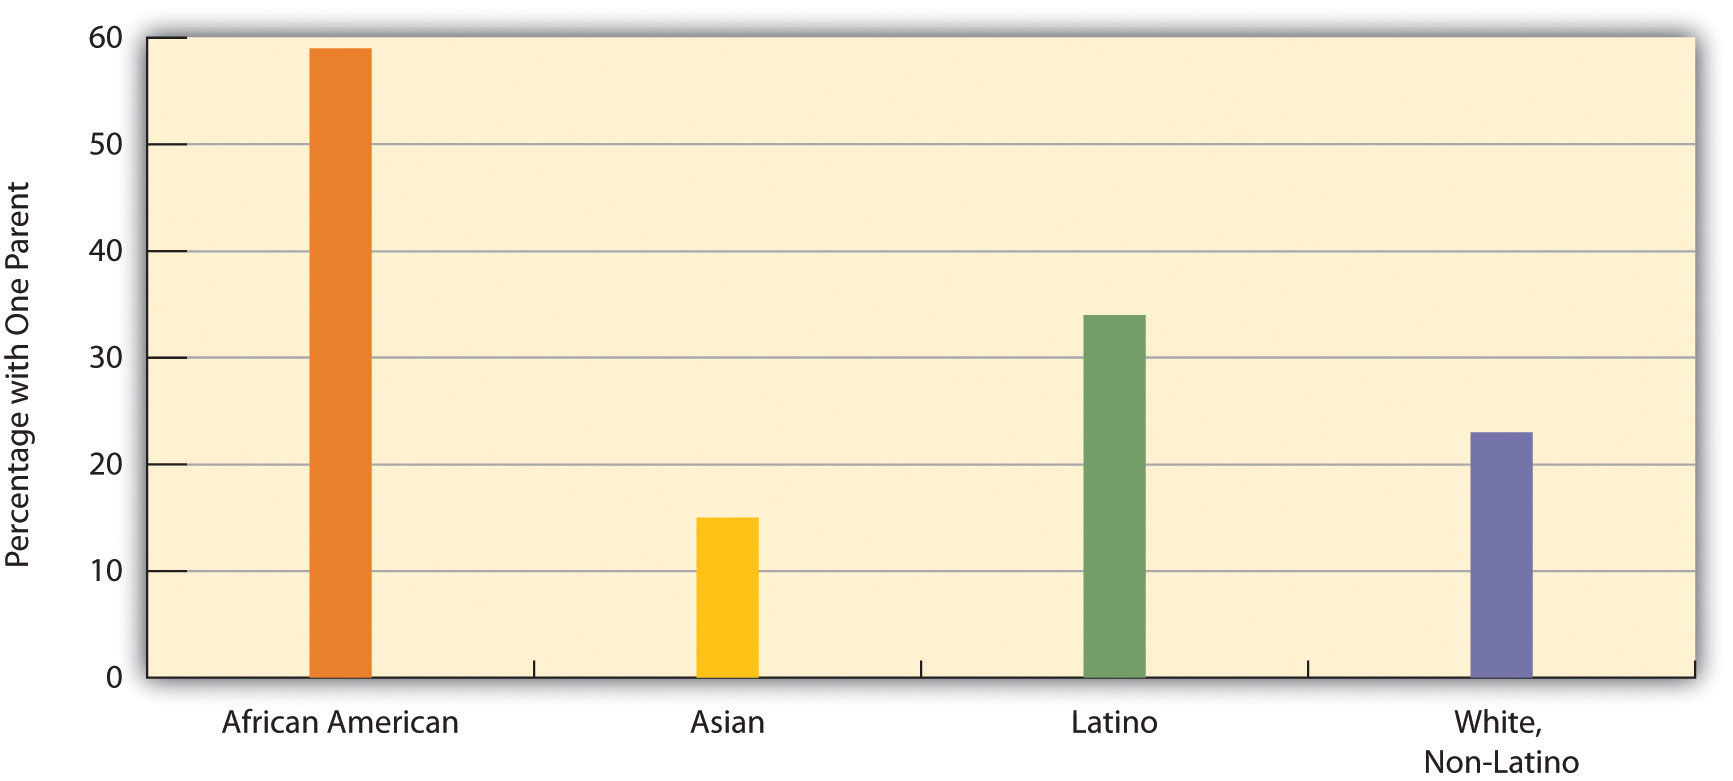 Percentage with One Parent
60
50
40
30
20
10
0
African American
Asian
Latino
White,
Non-Latino